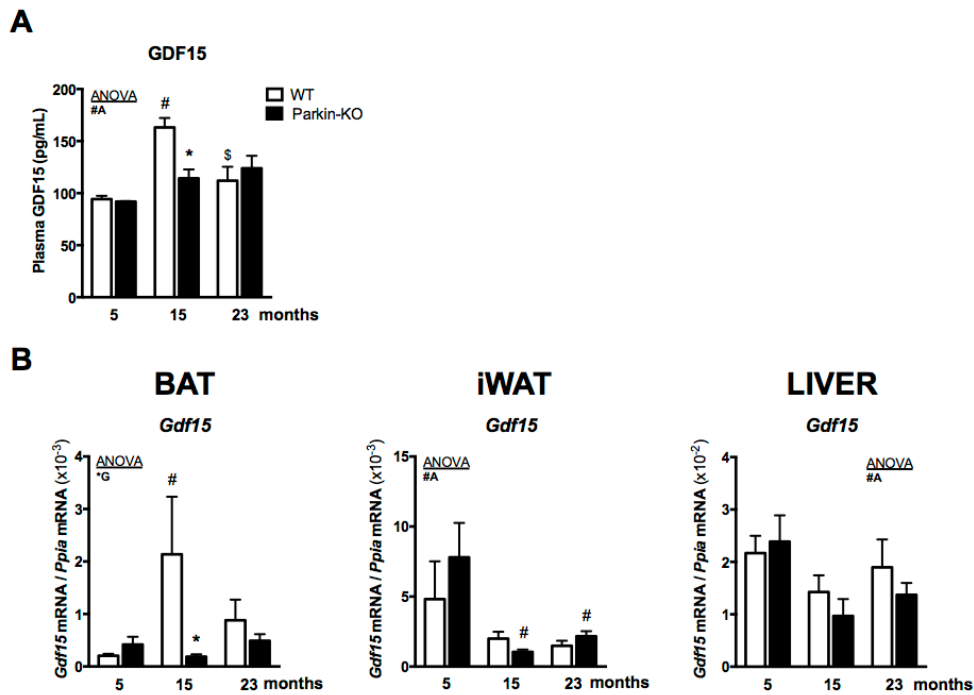 A
GDF15
Plasma GDF15 (pg/mL)
200
150
100
50
0
ANOVA
#A
#
*
$
WT
Parkin-KO
5 15 23 months
B
BAT
Gdf15
Gdf15 mRNA / Ppia mRNA (x10-3)
4
3
2
1
0
ANOVA
*G
#
*
5 15 23 months
iWAT
Gdf15
Gdf15 mRNA / Ppia mRNA (x10-3)
15
10
5
0
ANOVA
#A
#
#
5 15 23 months
LIVER
Gdf15
Gdf15 mRNA / Ppia mRNA (x10-2)
4
3
2
1
0
ANOVA
#A
5 15 23 months